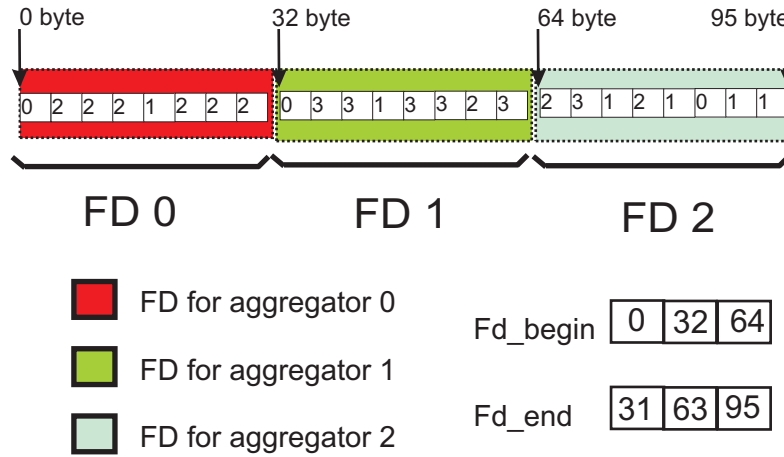 0 byte 32 byte 64 byte 95 byte
0 2 2 2 1 2 2 2 0 3 3 1 3 3 2 3 2 3 1 2 1 0 1 1
FD 0 FD 1 FD 2
FD for aggregator 0
Fd_begin 0 32 64
FD for aggregator 1
Fd_end 31 63 95
FD for aggregator 2